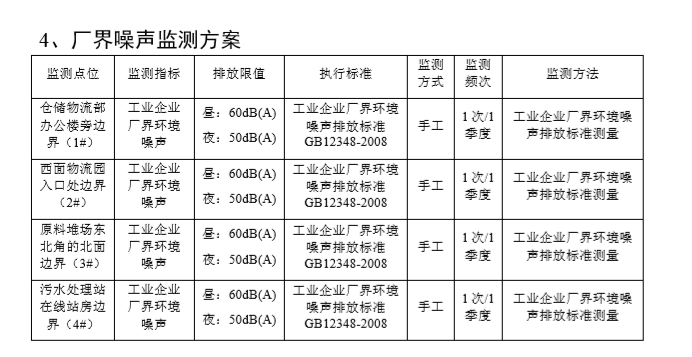 4、厂界噪声监测方案
监测点位 监测指标 排放限值 执行标准 监测方式 监测频次 监测方法
仓储物流部办公楼旁边界（1#） 工业企业厂界环境噪声 昼：60dB(A) 夜：50dB(A) 工业企业厂界环境噪声排放标准GB12348-2008 手工 1次/1季度 工业企业厂界环境噪声排放标准测量
西面物流园入口处边界（2#） 工业企业厂界环境噪声 昼：60dB(A) 夜：50dB(A) 工业企业厂界环境噪声排放标准GB12348-2008 手工 1次/1季度 工业企业厂界环境噪声排放标准测量
原料堆场东北角的北面边界（3#） 工业企业厂界环境噪声 昼：60dB(A) 夜：50dB(A) 工业企业厂界环境噪声排放标准GB12348-2008 手工 1次/1季度 工业企业厂界环境噪声排放标准测量
污水处理站在线站房边界（4#） 工业企业厂界环境噪声 昼：60dB(A) 夜：50dB(A) 工业企业厂界环境噪声排放标准GB12348-2008 手工 1次/1季度 工业企业厂界环境噪声排放标准测量